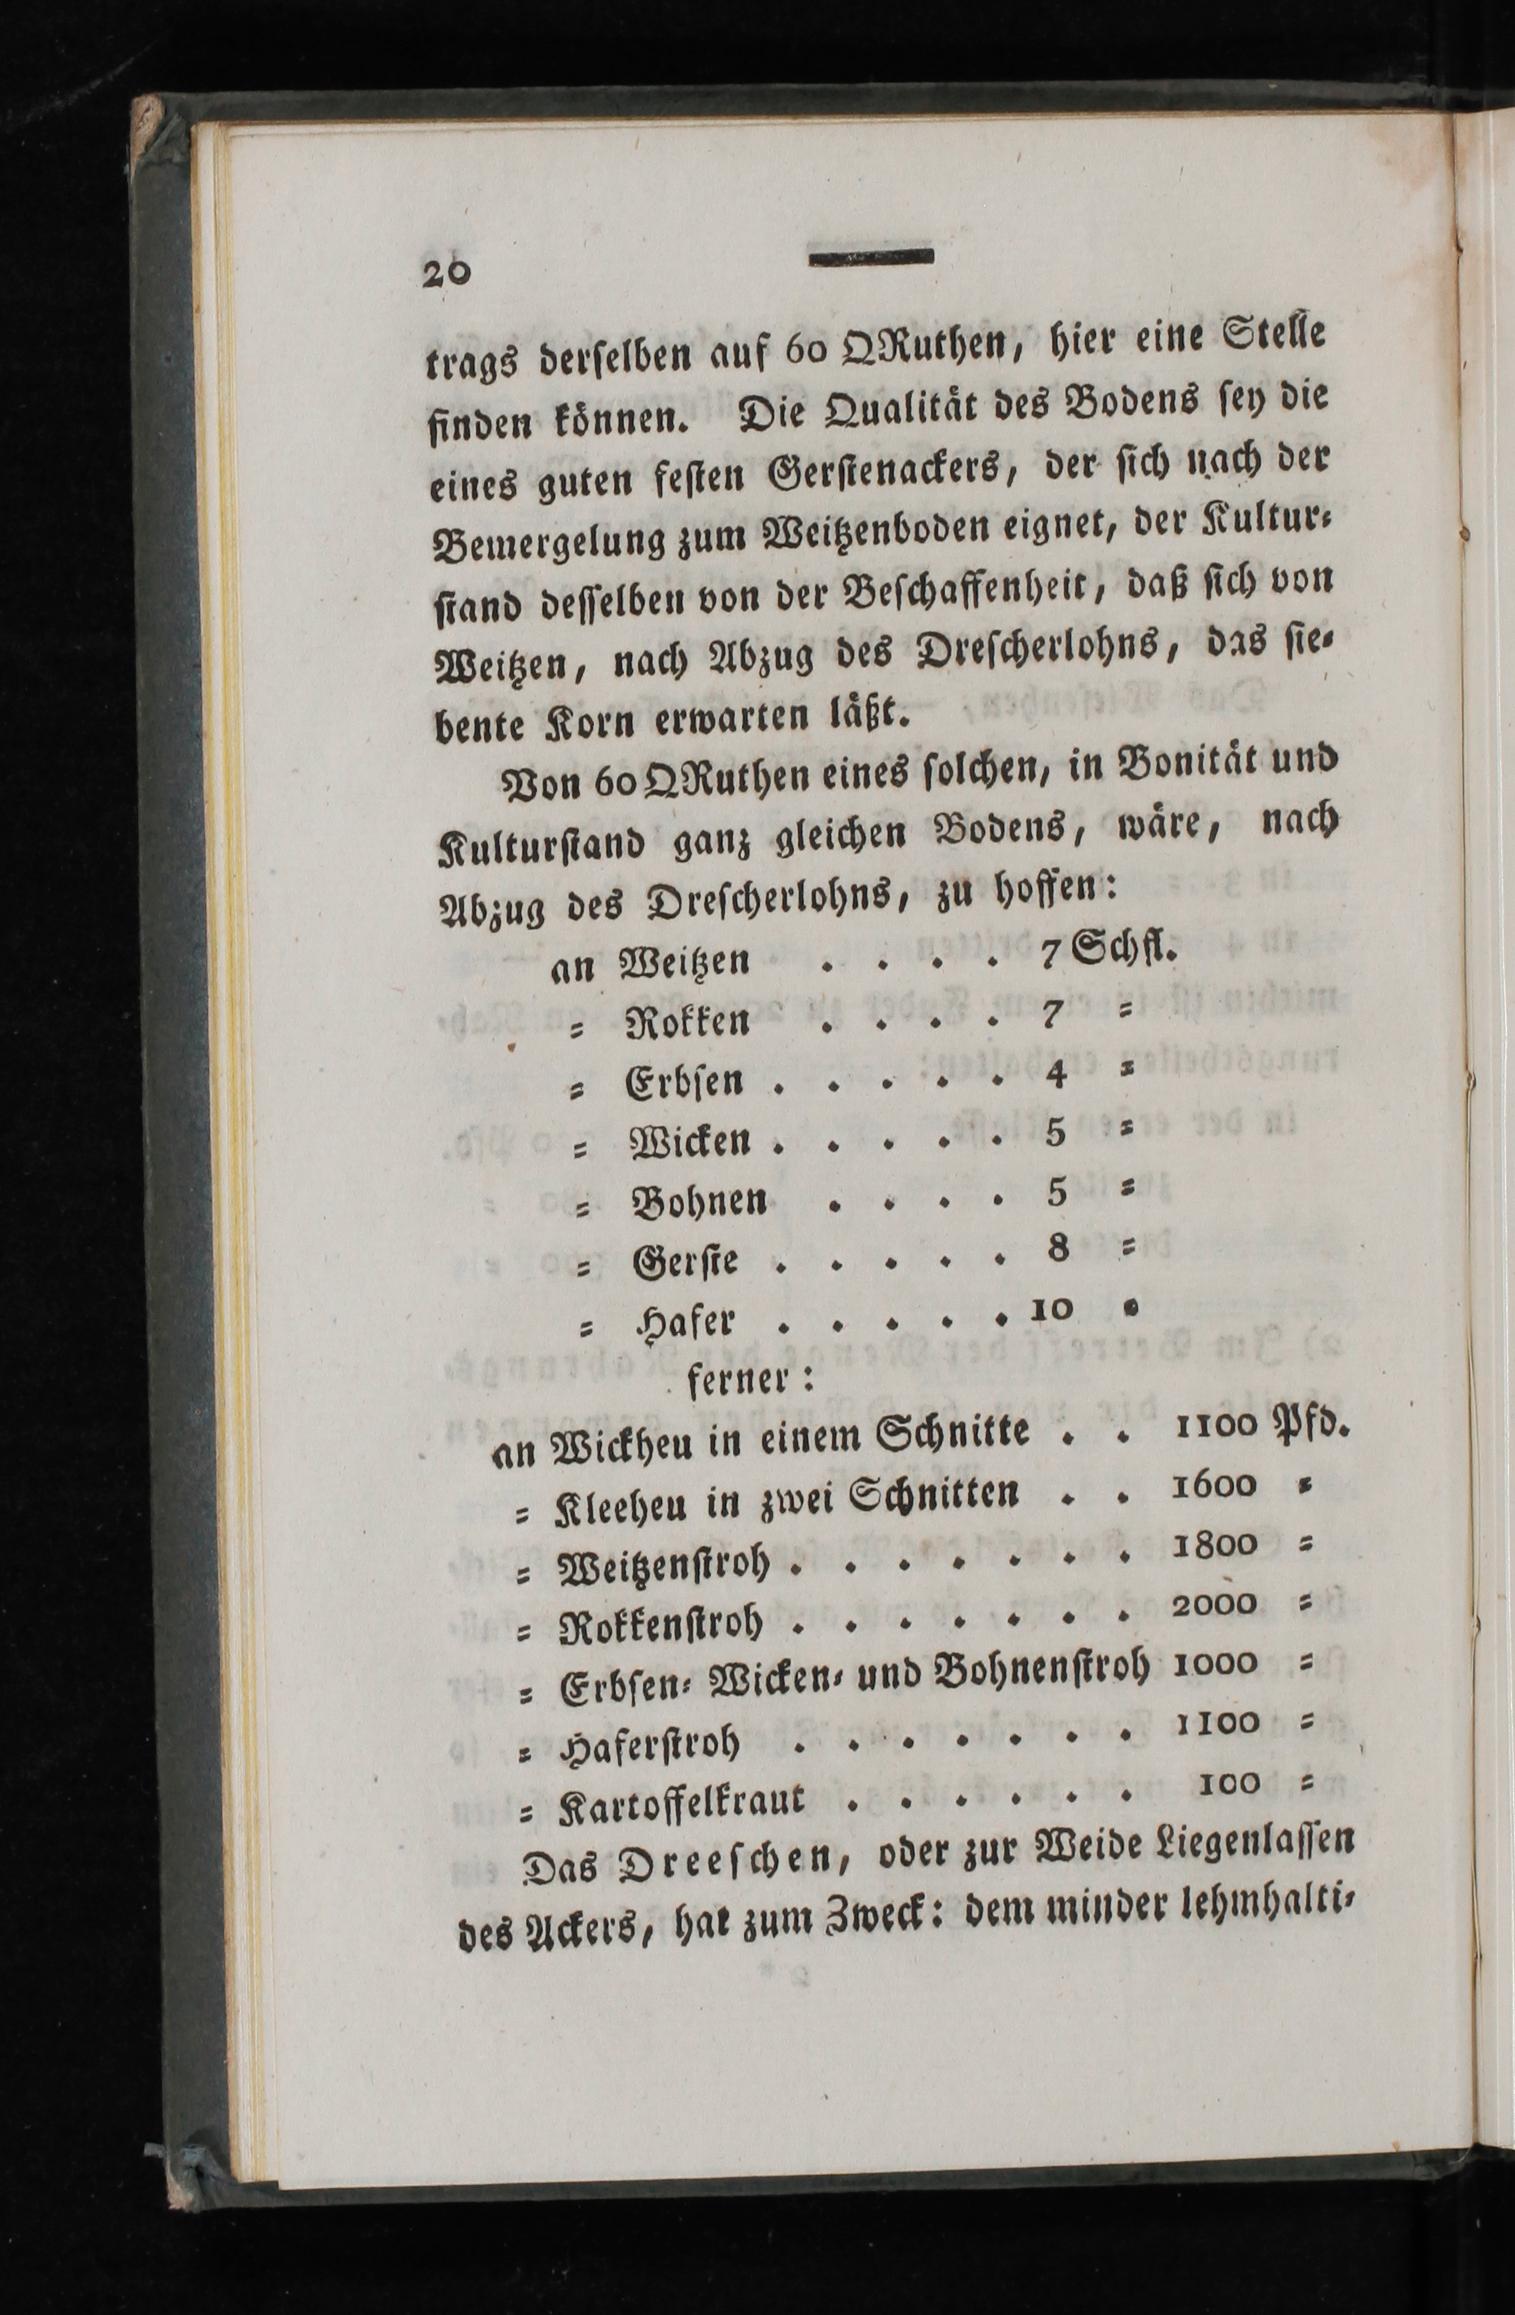 20
trags derſelben auf 60 QRuthen, hier eine Stelle
finden können. Die Qualität des Bodens ſey die
eines guten feſten Gerſtenackers, der ſich nach der
Bemergelung zum Weitzenboden eignet, der Kultur⸗
ſtand deſſelben von der Beſchaffenheit, daß ſich von
Weitzen, nach Abzug des Dreſcherlohns, das ſie⸗
bente Korn erwarten läßt.
Von 60 QRuthen eines ſolchen, in Bonität und
Kulturſtand ganz gleichen Bodens, wäre, nach
Abzug des Dreſcherlohns, zu hoffen:
an Weitzen . . . . 7 Schfl.
⸗ Rokken . . . . 7 ⸗
⸗ Erbſen . . . . . 4 ⸗
⸗ Wicken . . . . . 5 ⸗
⸗ Bohnen . . . . 5 ⸗
⸗ Gerſte . . . . . 8 ⸗
⸗ Hafer . . . . . 10 ⸗
ferner:
an Wickheu in einem Schnitte . . 1100 Pfd.
⸗ Kleeheu in zwei Schnitten . . 1600 ⸗
⸗ Weitzenſtroh . . . . . . . 1800 ⸗
⸗ Rokkenſtroh . . . . . . . 2000 ⸗
⸗ Erbſen⸗ Wicken⸗ und Bohnenſtroh 1000 ⸗
⸗ Haferſtroh . . . . . . . 1100 ⸗
⸗ Kartoffelkraut . . . . . . 100 ⸗
Das Dreeſchen, oder zur Weide Liegenlaſſen
des Ackers, hat zum Zweck: dem minder lehmhalti⸗